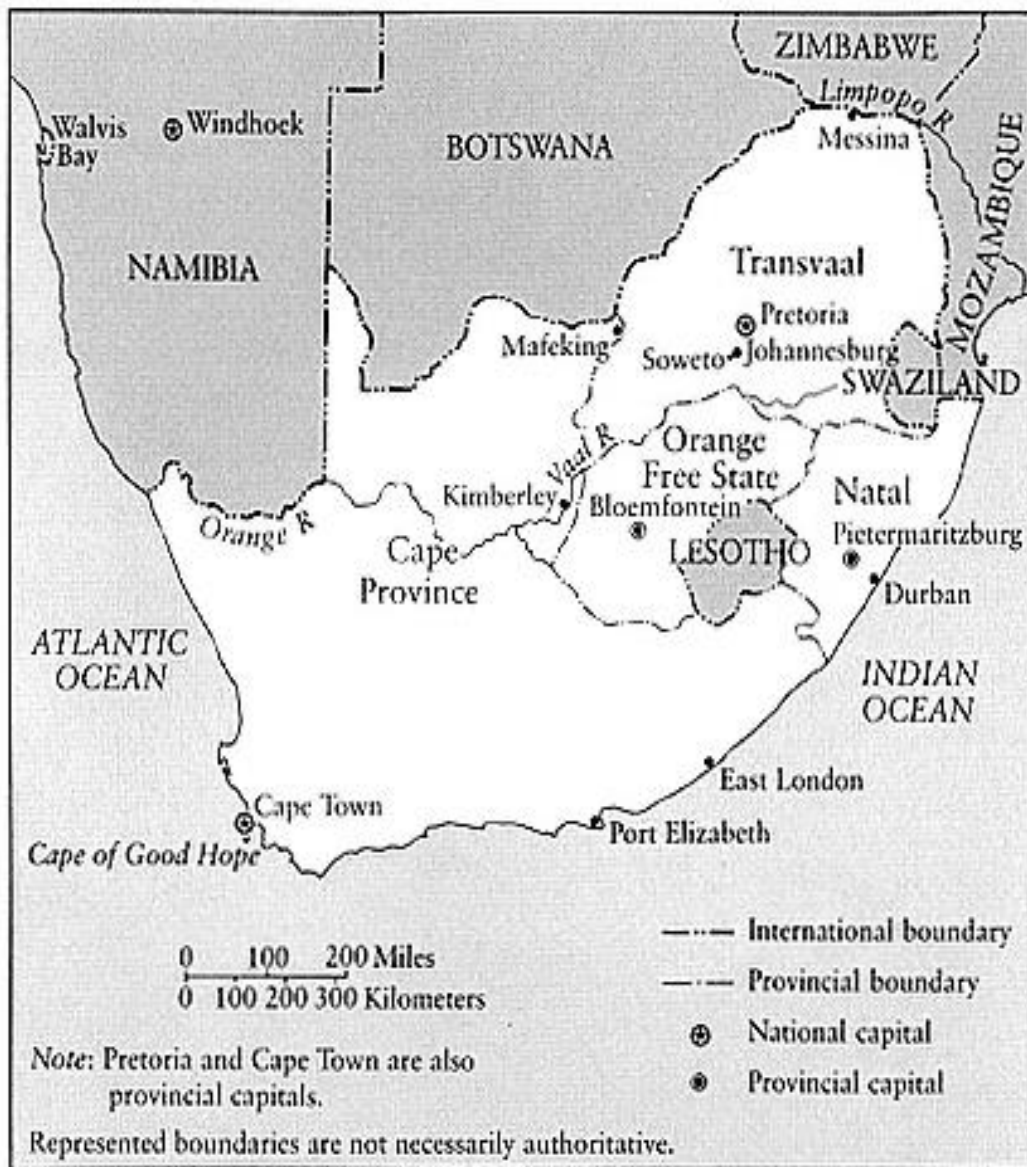 ZIMBABWE
Limpopo R
Messina
Walvis
Bay
Windhoek
BOTSWANA
MOZAMBIQUE
NAMIBIA
Transvaal
Pretoria
Mafeking
Soweto
Johannesburg
SWAZILAND
Vaal R
Orange
Free State
Kimberley
Bloemfontein
Natal
Orange R
Pietermaritzburg
Cape
Province
LESOTHO
Durban
ATLANTIC
OCEAN
INDIAN
OCEAN
East London
Cape Town
Port Elizabeth
Cape of Good Hope
0 100 200 Miles
0 100 200 300 Kilometers
International boundary
Provincial boundary
National capital
Provincial capital
Note: Pretoria and Cape Town are also
provincial capitals.
Represented boundaries are not necessarily authoritative.